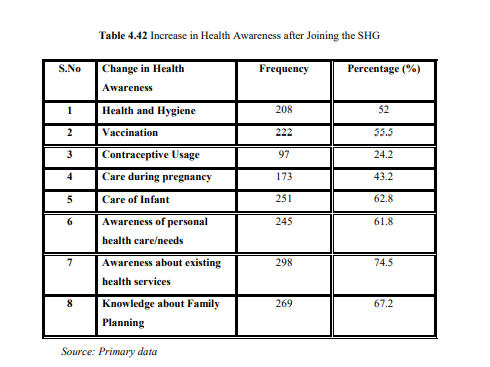 Table 4.42 Increase in Health Awareness after Joining the SHG
S.No Change in Health Awareness Frequency Percentage (%)
1 Health and Hygiene 208 52
2 Vaccination 222 55.5
3 Contraceptive Usage 97 24.2
4 Care during pregnancy 173 43.2
5 Care of Infant 251 62.8
6 Awareness of personal health care/needs 245 61.8
7 Awareness about existing health services 298 74.5
8 Knowledge about Family Planning 269 67.2
Source: Primary data